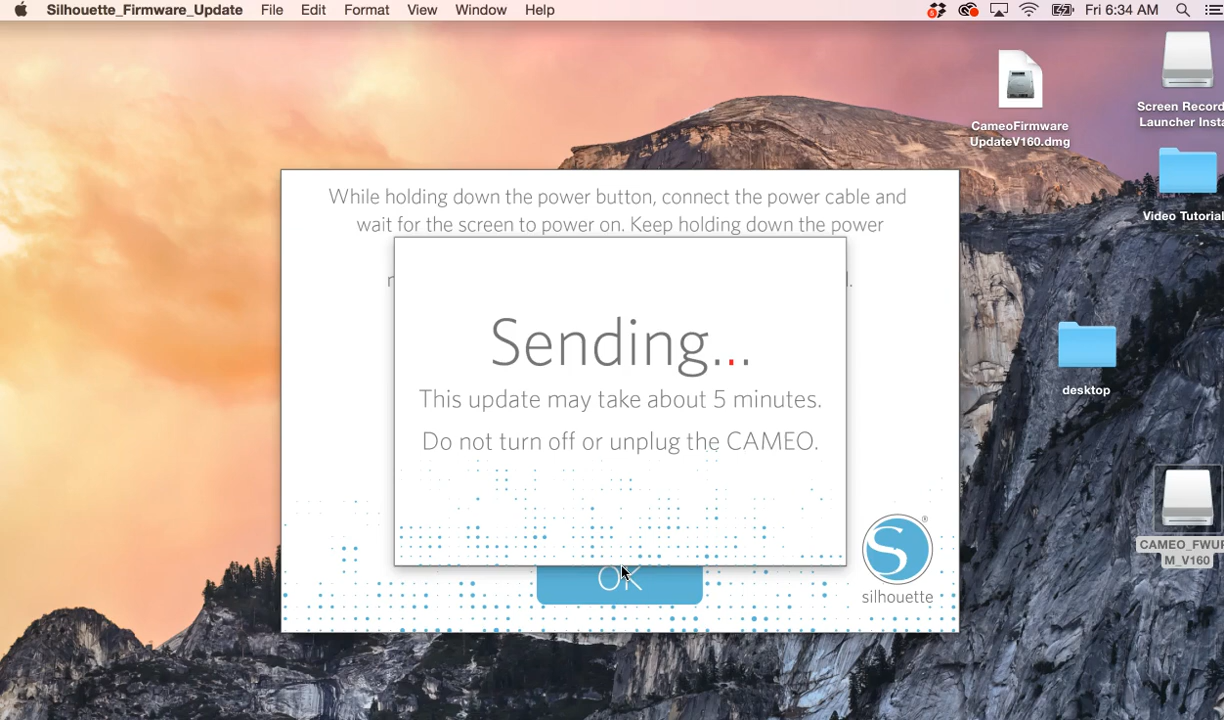 Silhouette_Firmware_Update File Edit Format View Window Help Fri 6:34 AM
CameoFirmware
UpdateV160.dmg
Screen Record
Launcher Insta
Video Tutorial
While holding down the power button, connect the power cable and
wait for the screen to power on. Keep holding down the power
Sending...
This update may take about 5 minutes.
Do not turn off or unplug the CAMEO.
OK
S
®
silhouette
desktop
CAMEO_FWUP
M_V160